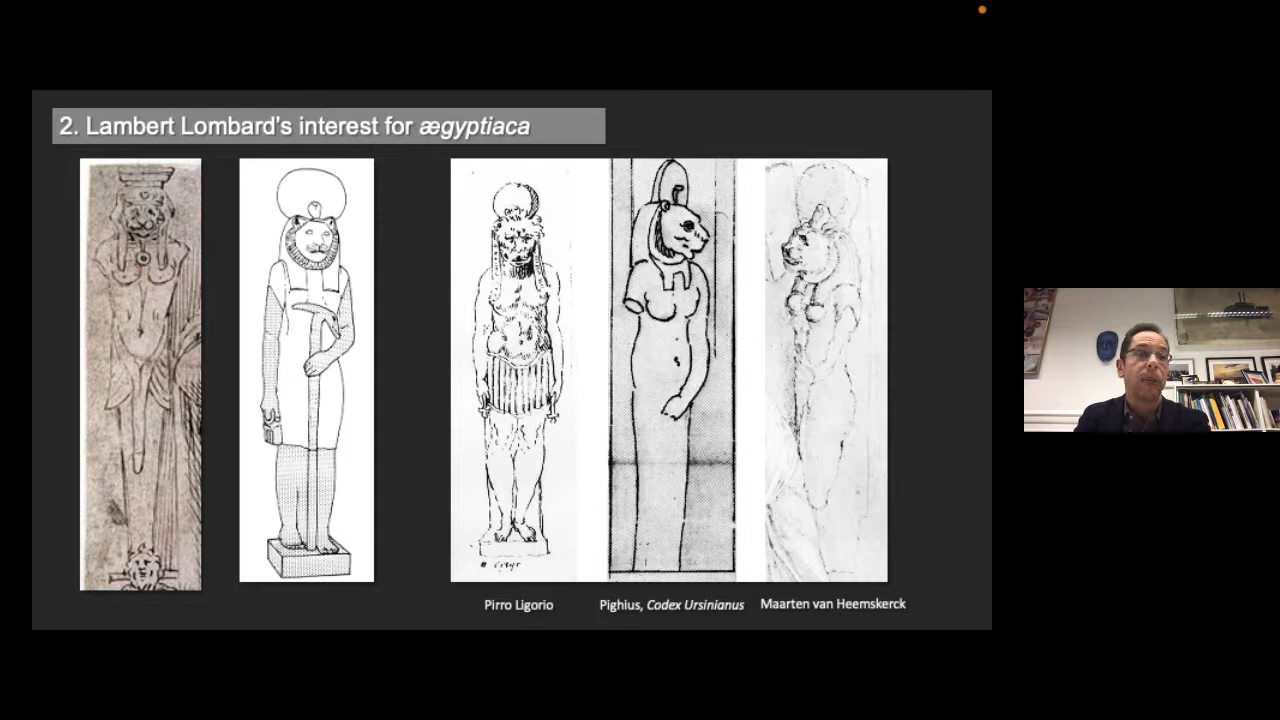 2. Lambert Lombard's interest for ægyptiaca
Pirro Ligorio
Pighius, Codex Ursinianus
Maarten van Heemskerck